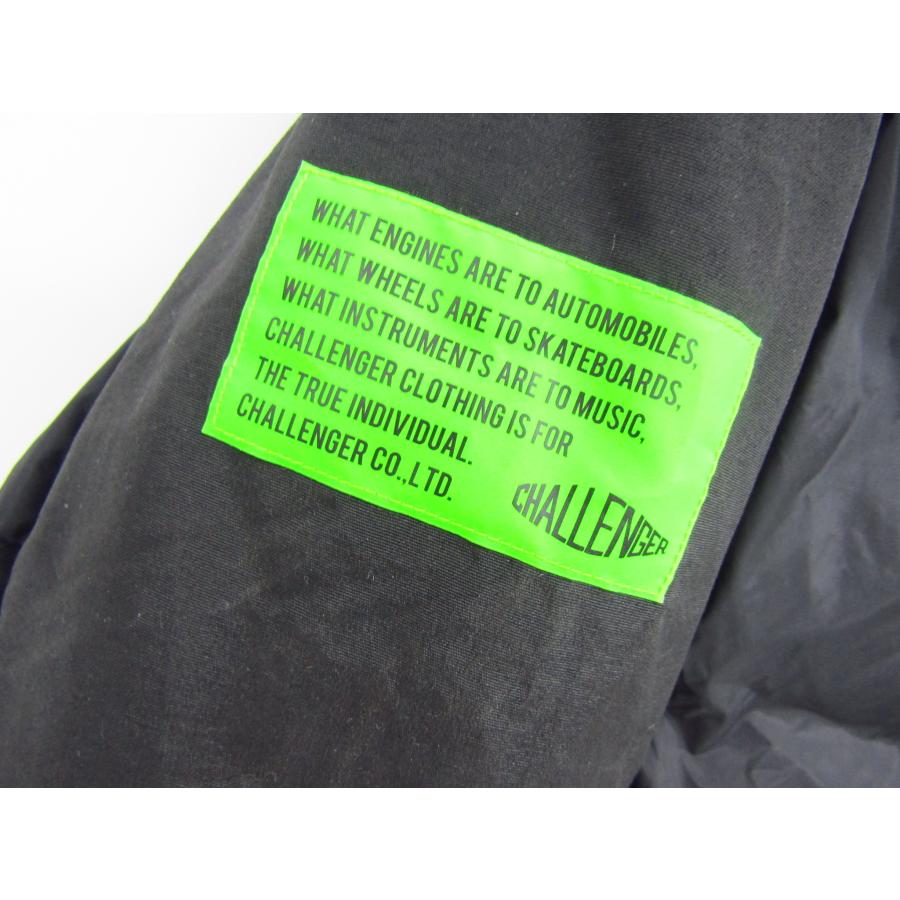 WHAT ENGINES ARE TO AUTOMOBILES,
WHAT WHEELS ARE TO SKATEBOARDS,
WHAT INSTRUMENTS ARE TO MUSIC,
CHALLENGER CLOTHING IS FOR
THE TRUE INDIVIDUAL.
CHALLENGER CO.,LTD.
CHALLENGER